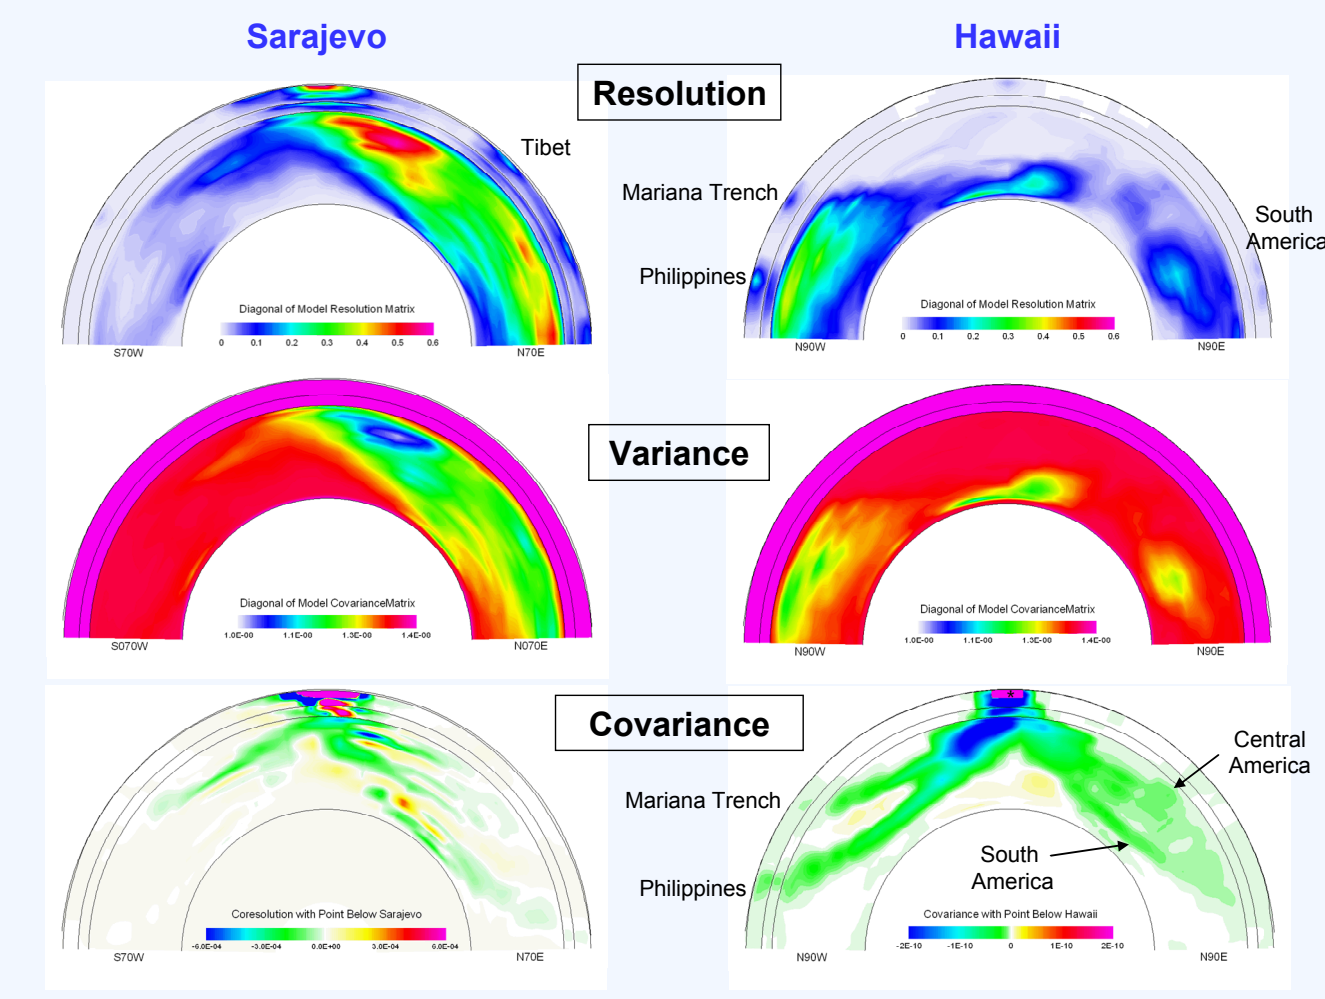 Sarajevo
Hawaii
Resolution
Tibet
Mariana Trench
Philippines
South
America
Diagonal of Model Resolution Matrix
0 0.1 0.2 0.3 0.4 0.5 0.6
S70W
N70E
Diagonal of Model Resolution Matrix
0 0.1 0.2 0.3 0.4 0.5 0.6
N90W
N90E
Variance
Diagonal of Model CovarianceMatrix
1.0E-00 1.1E-00 1.3E-00 1.4E-00
S070W
N070E
Diagonal of Model CovarianceMatrix
1.0E-00 1.1E-00 1.3E-00 1.4E-00
N90W
N90E
Covariance
*
Mariana Trench
Philippines
Central
America
South
America
Coresolution with Point Below Sarajevo
-6.0E-04 -3.0E-04 0.0E+00 3.0E-04 6.0E-04
S70W
N70E
Covariance with Point Below Hawaii
-2E-10 -1E-10 0 1E-10 2E-10
N90W
N90E